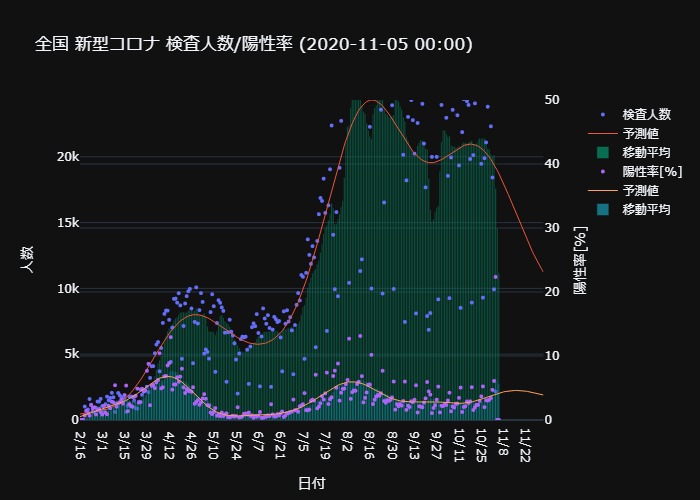 全国 新型コロナ 検査人数/陽性率 (2020-11-05 00:00)
検査人数
予測値
移動平均
陽性率[%]
予測値
移動平均
20k
15k
10k
5k
0
人数
50
40
30
20
10
0
陽性率[%]
2/16
3/1
3/15
3/29
4/12
4/26
5/10
5/24
6/7
6/21
7/5
7/19
8/2
8/16
8/30
9/13
9/27
10/11
10/25
11/8
11/22
日付